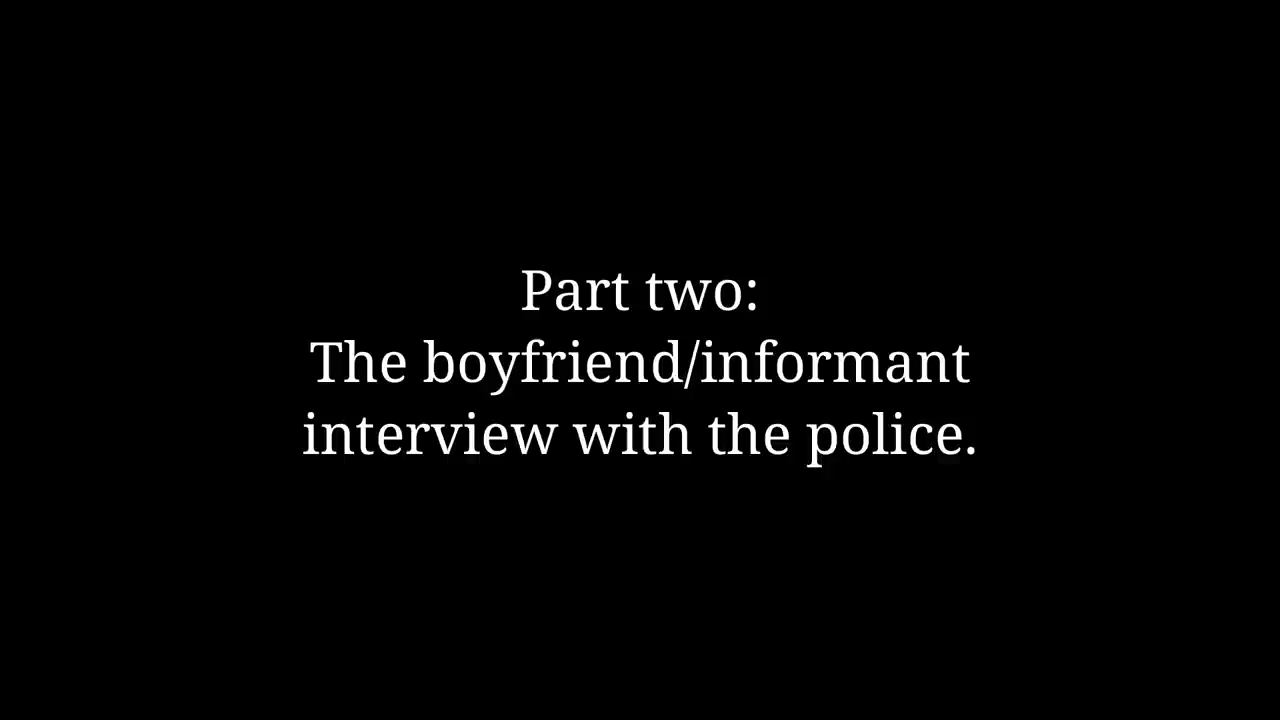 Part two:
The boyfriend/informant
interview with the police.